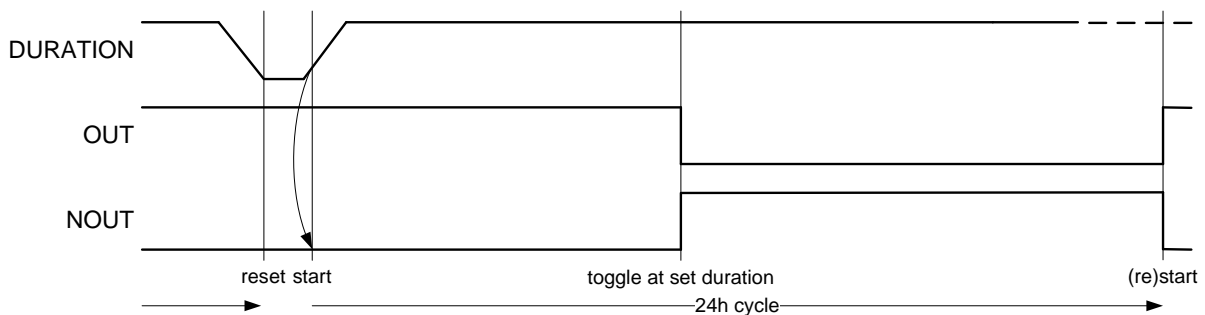 DURATION
OUT
NOUT
reset start
toggle at set duration
(re)start
24h cycle